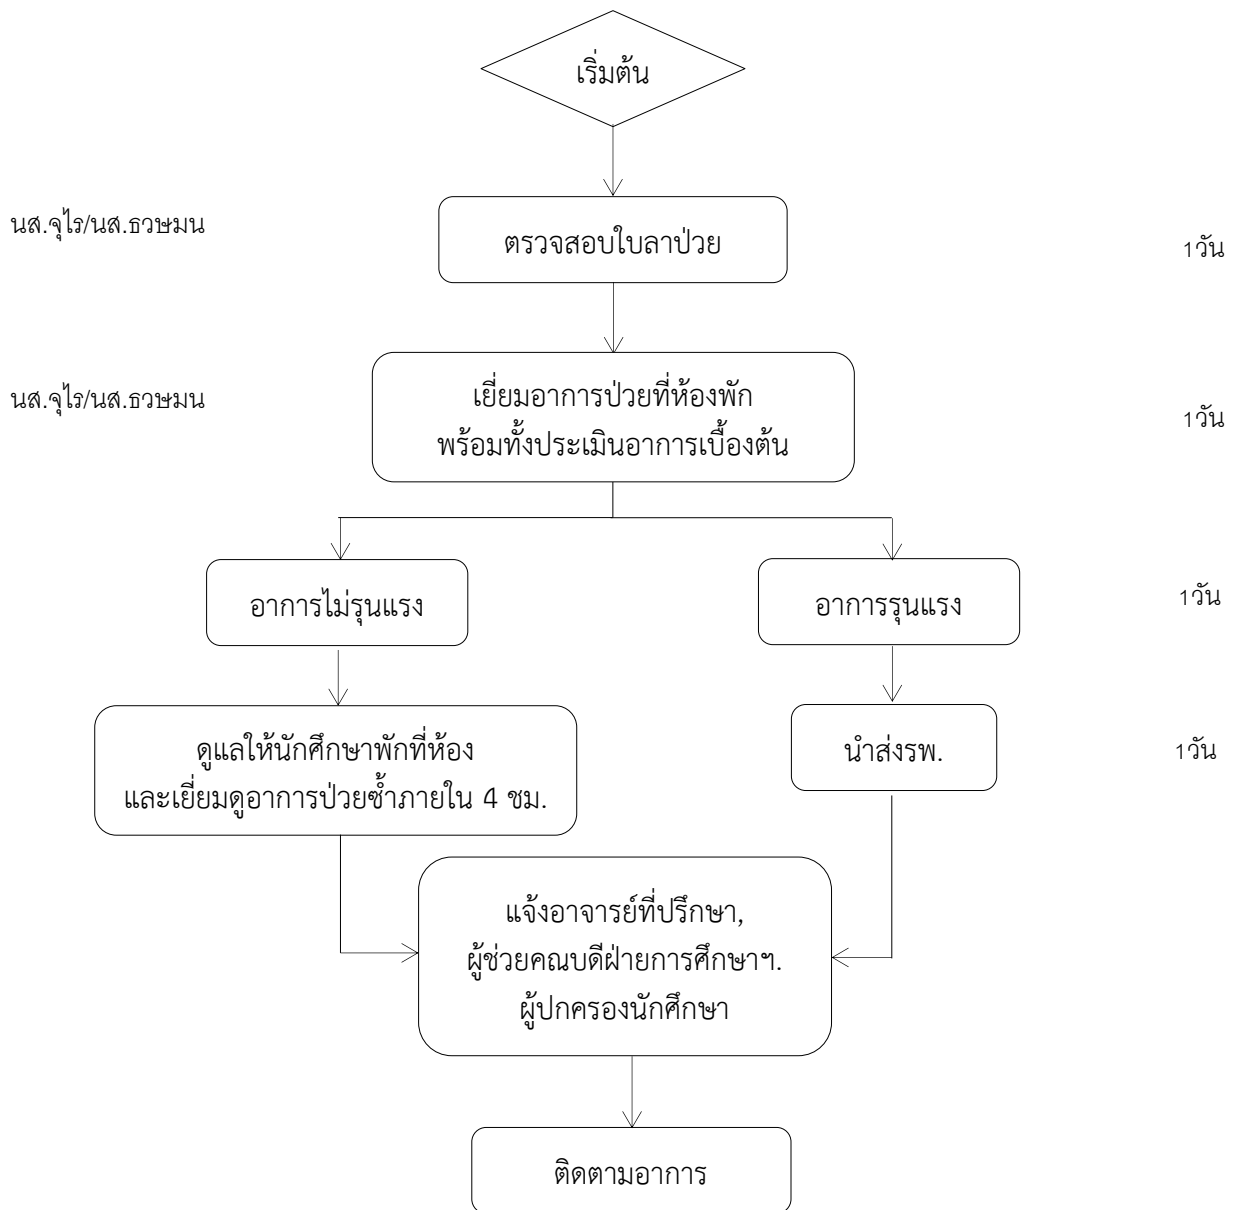 เริ่มต้น
นส.จุไร/นส.ธวษมน
ตรวจสอบใบลาป่วย
1วัน
นส.จุไร/นส.ธวษมน
เยี่ยมอาการป่วยที่ห้องพัก
พร้อมทั้งประเมินอาการเบื้องต้น
1วัน
อาการไม่รุนแรง
อาการรุนแรง
1วัน
ดูแลให้นักศึกษาพักที่ห้อง
และเยี่ยมดูอาการป่วยซ้ำภายใน 4 ชม.
นำส่งรพ.
1วัน
แจ้งอาจารย์ที่ปรึกษา,
ผู้ช่วยคณบดีฝ่ายการศึกษาฯ.
ผู้ปกครองนักศึกษา
ติดตามอาการ